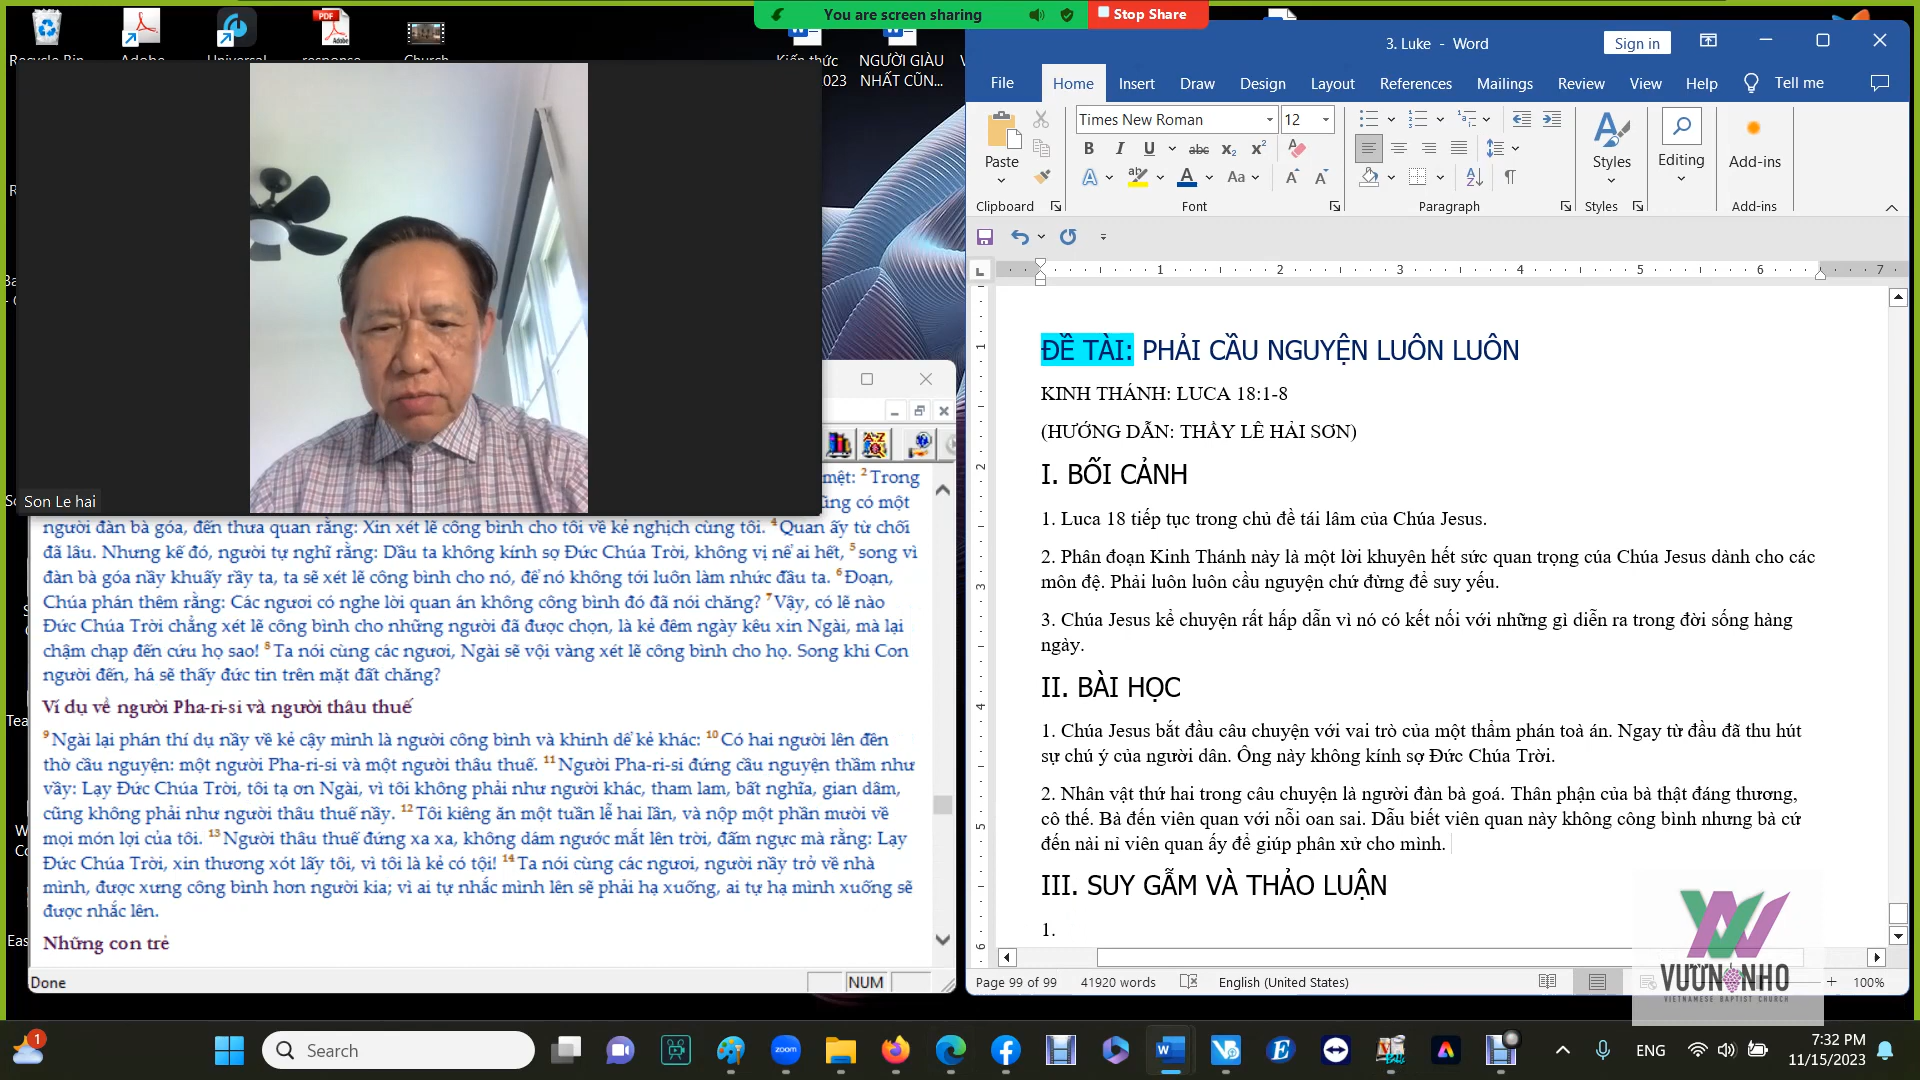 You are screen sharing
Stop Share
Recycle Bin
Adobe
Universal
response
Church
Kiến thức
2023
NGƯỜI GIÀU
NHẤT CŨN...
Son Le hai
3. Luke - Word
Sign in
File
Home
Insert
Draw
Design
Layout
References
Mailings
Review
View
Help
Tell me
Paste
Times New Roman
12
Styles
Editing
Add-ins
Clipboard
Font
Paragraph
Styles
Add-ins
ĐỀ TÀI: PHẢI CẦU NGUYỆN LUÔN LUÔN
KINH THÁNH: LUCA 18:1-8
(HƯỚNG DẪN: THẦY LÊ HẢI SƠN)
I. BỐI CẢNH
1. Luca 18 tiếp tục trong chủ đề tái lâm của Chúa Jesus.
2. Phân đoạn Kinh Thánh này là một lời khuyên hết sức quan trọng của Chúa Jesus dành cho các
môn đệ. Phải luôn luôn cầu nguyện chứ đừng để suy yếu.
3. Chúa Jesus kể chuyện rất hấp dẫn vì nó có kết nối với những gì diễn ra trong đời sống hàng
ngày.
II. BÀI HỌC
1. Chúa Jesus bắt đầu câu chuyện với vai trò của một thẩm phán toà án. Ngay từ đầu đã thu hút
sự chú ý của người dân. Ông này không kính sợ Đức Chúa Trời.
2. Nhân vật thứ hai trong câu chuyện là người đàn bà goá. Thân phận của bà thật đáng thương,
cô thế. Bà đến viên quan với nỗi oan sai. Dẫu biết viên quan này không công bình nhưng bà cứ
đến nài nỉ viên quan ấy để giúp phân xử cho mình.
III. SUY GẪM VÀ THẢO LUẬN
1.
mệt: 2 Trong
cũng có một
người đàn bà góa, đến thưa quan rằng: Xin xét lẽ công bình cho tôi về kẻ nghịch cùng tôi. 4 Quan ấy từ chối
đã lâu. Nhưng kế đó, người tự nghĩ rằng: Dầu ta không kính sợ Đức Chúa Trời, không vị nể ai hết, 5 song vì
đàn bà góa nầy khuấy rầy ta, ta sẽ xét lẽ công bình cho nó, để nó không tới luôn làm nhức đầu ta. 6 Đoạn,
Chúa phán thêm rằng: Các ngươi có nghe lời quan án không công bình đó đã nói chăng? 7 Vậy, có lẽ nào
Đức Chúa Trời chẳng xét lẽ công bình cho những người đã được chọn, là kẻ đêm ngày kêu xin Ngài, mà lại
chậm chạp đến cứu họ sao! 8 Ta nói cùng các ngươi, Ngài sẽ vội vàng xét lẽ công bình cho họ. Song khi Con
người đến, há sẽ thấy đức tin trên mặt đất chăng?
Ví dụ về người Pha-ri-si và người thâu thuế
9 Ngài lại phán thí dụ nầy về kẻ cậy mình là người công bình và khinh dể kẻ khác: 10 Có hai người lên đền
thờ cầu nguyện: một người Pha-ri-si và một người thâu thuế. 11 Người Pha-ri-si đứng cầu nguyện thầm như
vầy: Lạy Đức Chúa Trời, tôi tạ ơn Ngài, vì tôi không phải như người khác, tham lam, bất nghĩa, gian dâm,
cũng không phải như người thâu thuế nầy. 12 Tôi kiêng ăn một tuần lễ hai lần, và nộp một phần mười về
mọi món lợi của tôi. 13 Người thâu thuế đứng xa xa, không dám ngước mắt lên trời, đấm ngực mà rằng: Lạy
Đức Chúa Trời, xin thương xót lấy tôi, vì tôi là kẻ có tội! 14 Ta nói cùng các ngươi, người nầy trở về nhà
mình, được xưng công bình hơn người kia; vì ai tự nhắc mình lên sẽ phải hạ xuống, ai tự hạ mình xuống sẽ
được nhắc lên.
Những con trẻ
Done
NUM
Page 99 of 99
41920 words
English (United States)
100%
VUONNHO
VIETNAMESE BAPTIST CHURCH
Search
zoom
ENG
7:32 PM
11/15/2023